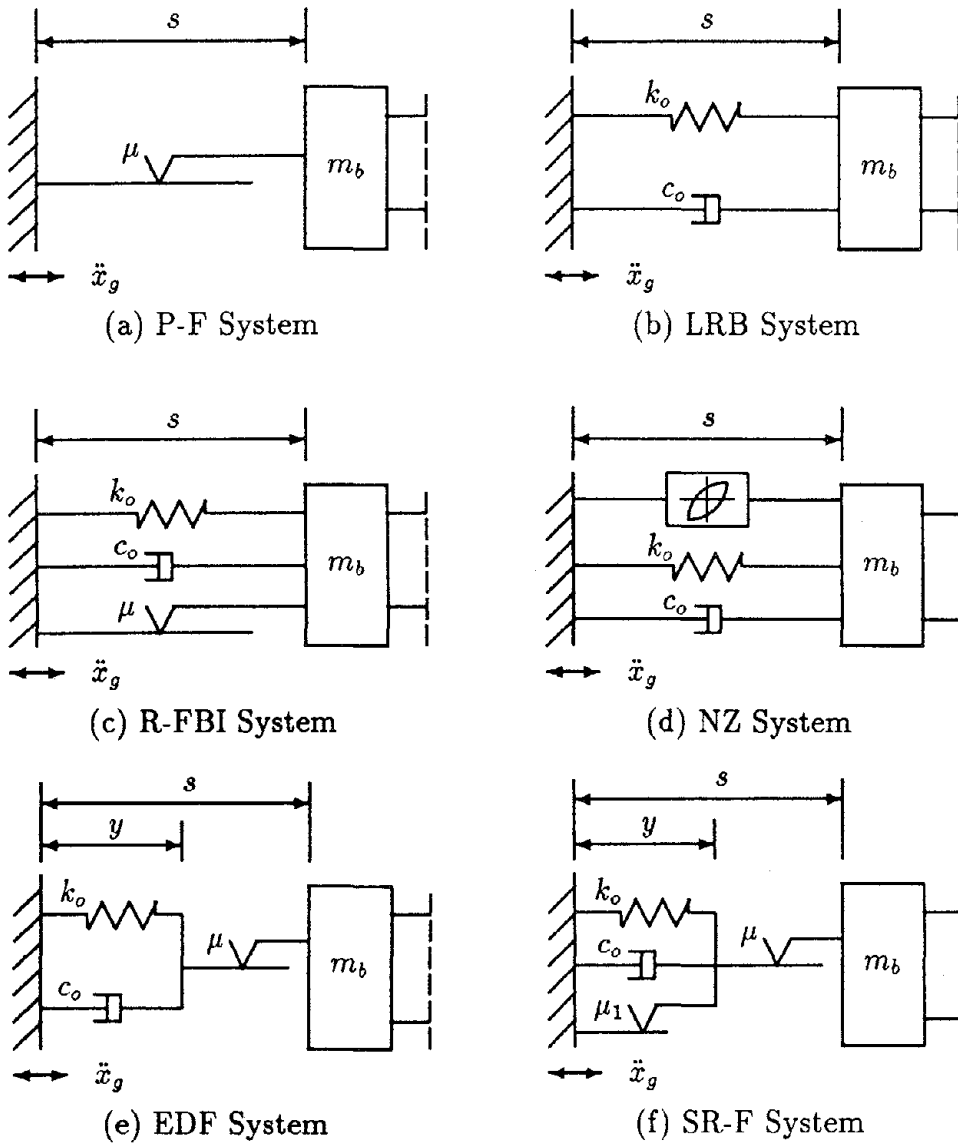 s
μ
m_b
ẍ_g
(a) P-F System
s
k_o
c_o
m_b
ẍ_g
(b) LRB System
s
k_o
c_o
μ
m_b
ẍ_g
(c) R-FBI System
s
k_o
c_o
m_b
ẍ_g
(d) NZ System
s
y
k_o
c_o
μ
m_b
ẍ_g
(e) EDF System
s
y
k_o
c_o
μ_1
μ
m_b
ẍ_g
(f) SR-F System